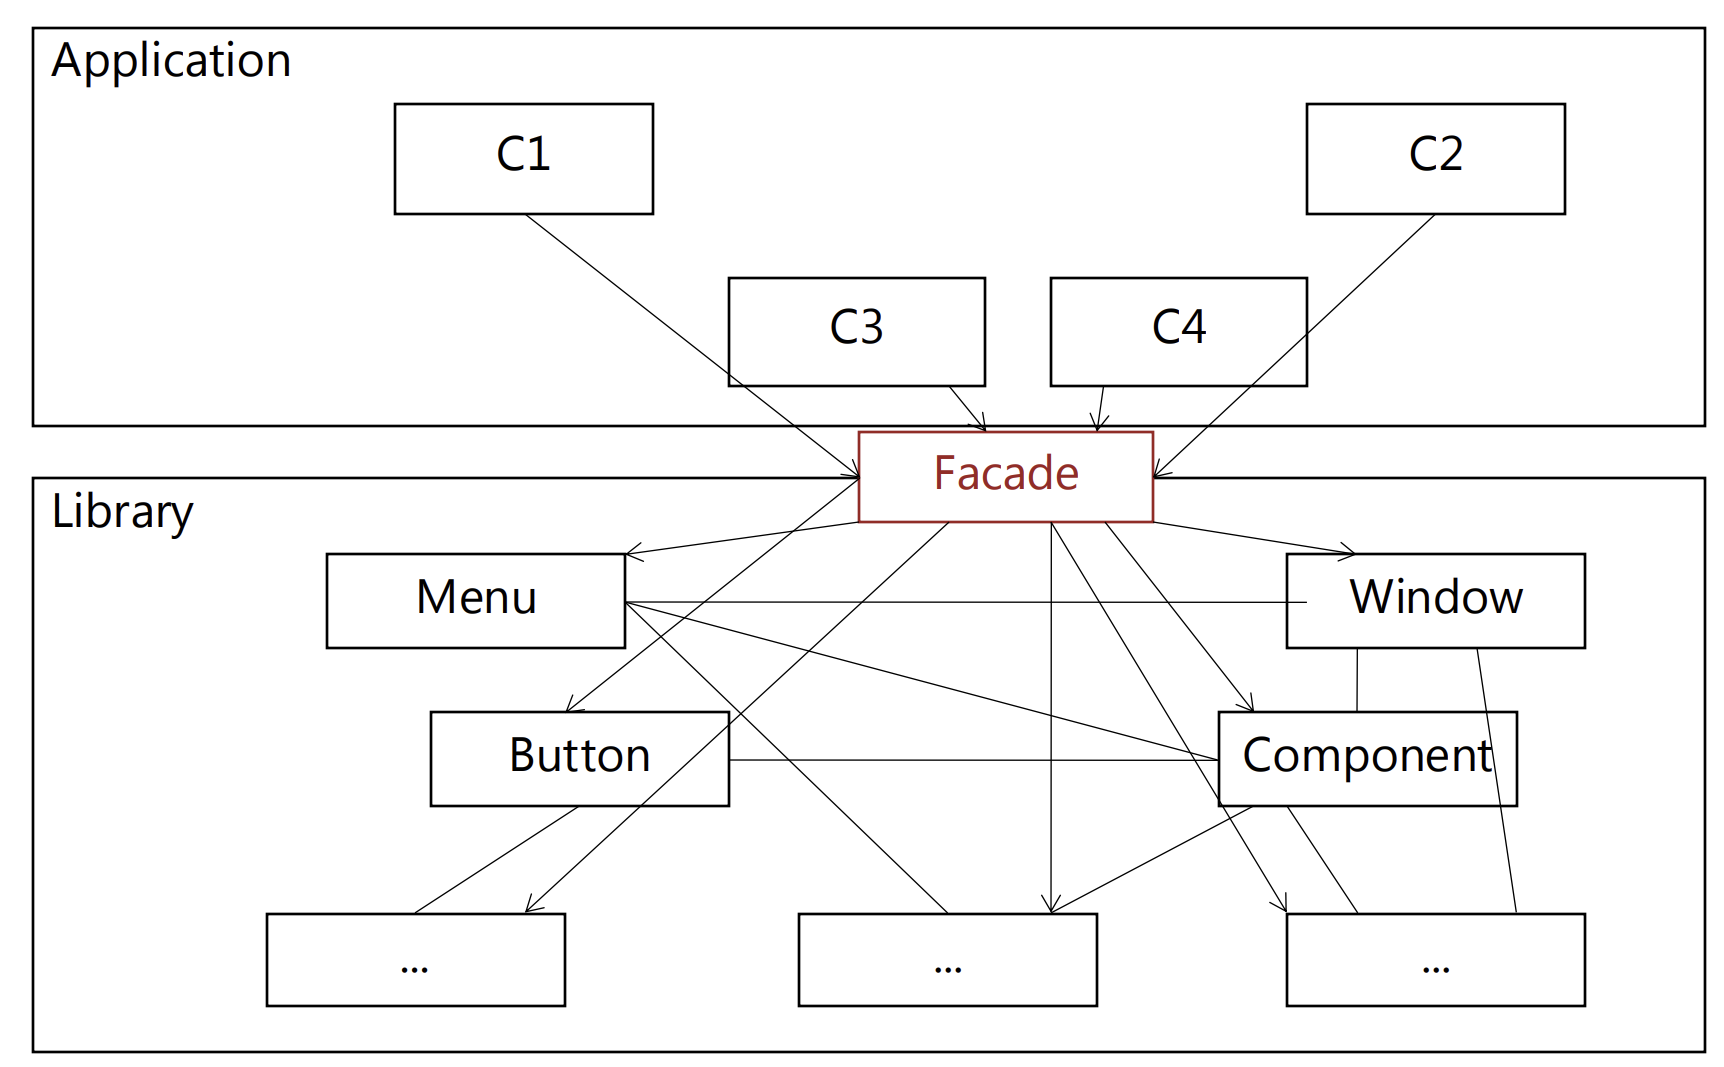 Application
C1
C2
C3
C4
Facade
Library
Menu
Window
Button
Component
...
...
...